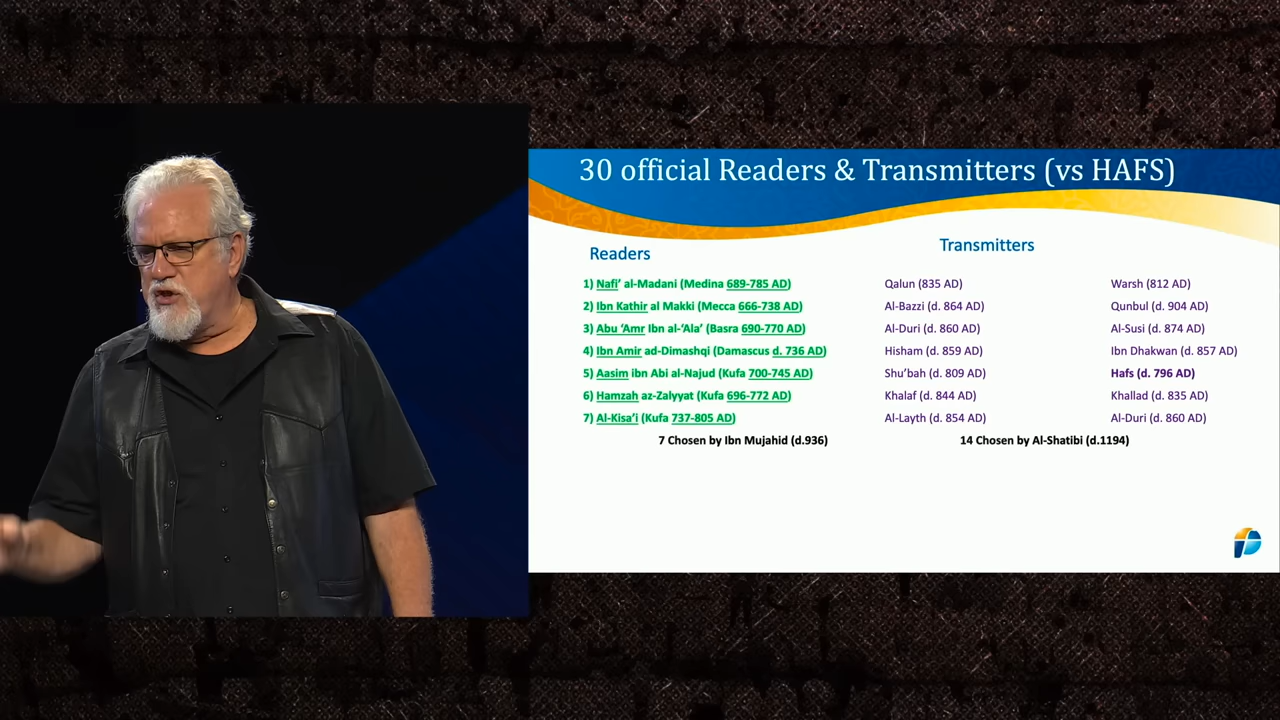 30 official Readers & Transmitters (vs HAFS)
Readers
Transmitters
1) Nafi’ al-Madani (Medina 689-785 AD) Qalun (835 AD) Warsh (812 AD)
2) Ibn Kathir al Makki (Mecca 666-738 AD) Al-Bazzi (d. 864 AD) Qunbul (d. 904 AD)
3) Abu ‘Amr Ibn al-‘Ala’ (Basra 690-770 AD) Al-Duri (d. 860 AD) Al-Susi (d. 874 AD)
4) Ibn Amir ad-Dimashqi (Damascus d. 736 AD) Hisham (d. 859 AD) Ibn Dhakwan (d. 857 AD)
5) Aasim ibn Abi al-Najud (Kufa 700-745 AD) Shu’bah (d. 809 AD) Hafs (d. 796 AD)
6) Hamzah az-Zalyyat (Kufa 696-772 AD) Khalaf (d. 844 AD) Khallad (d. 835 AD)
7) Al-Kisa’i (Kufa 737-805 AD) Al-Layth (d. 854 AD) Al-Duri (d. 860 AD)
7 Chosen by Ibn Mujahid (d.936) 14 Chosen by Al-Shatibi (d.1194)